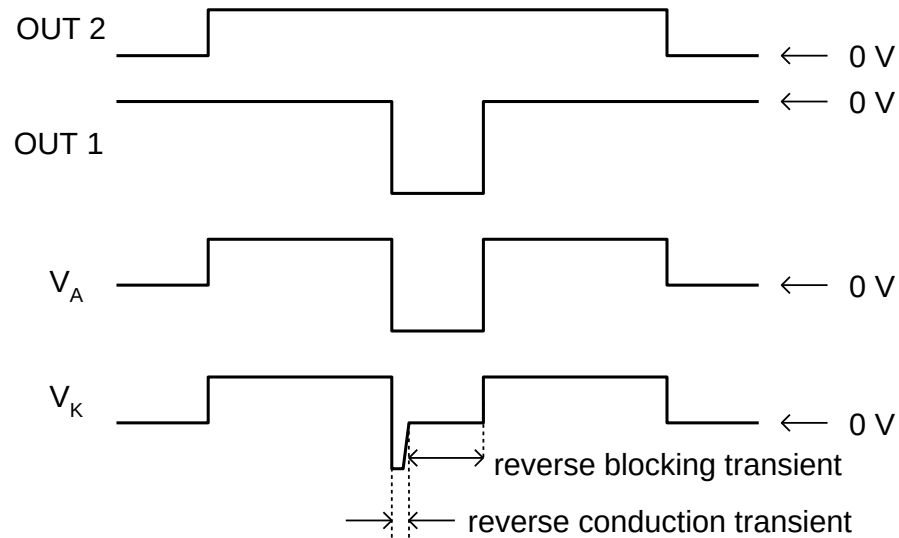 OUT 2
0 V
0 V
OUT 1
V_A
0 V
V_K
0 V
reverse blocking transient
reverse conduction transient